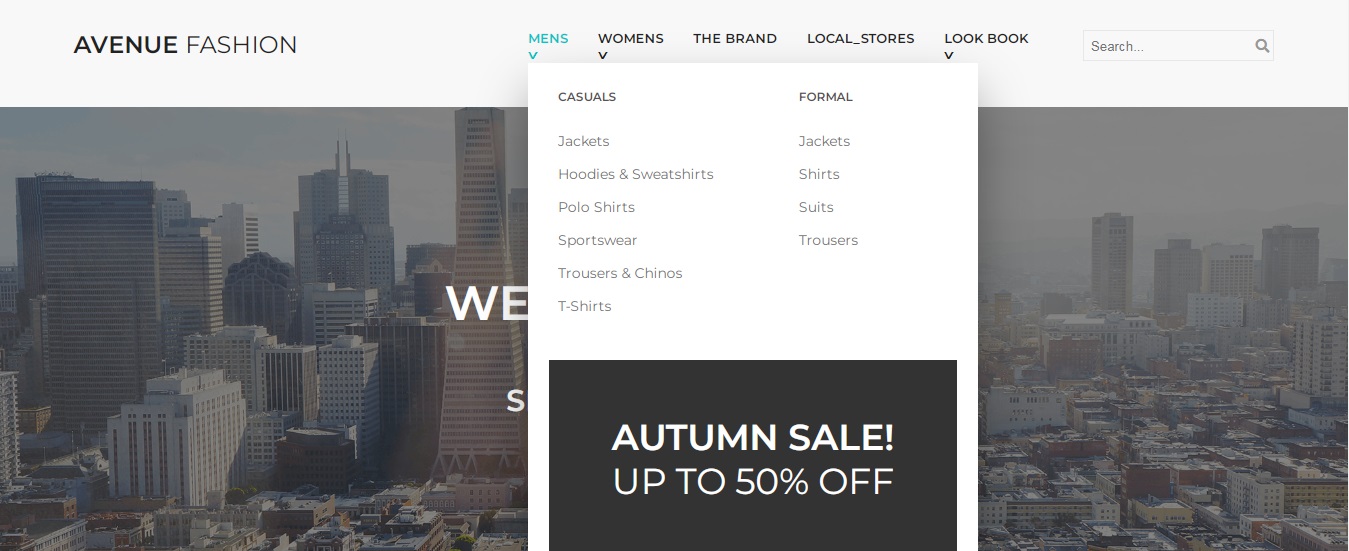 AVENUE FASHION
MENS WOMENS THE BRAND LOCAL_STORES LOOK BOOK
V V V
Search...
CASUALS
Jackets
Hoodies & Sweatshirts
Polo Shirts
Sportswear
Trousers & Chinos
T-Shirts
FORMAL
Jackets
Shirts
Suits
Trousers
WE
S
AUTUMN SALE!
UP TO 50% OFF